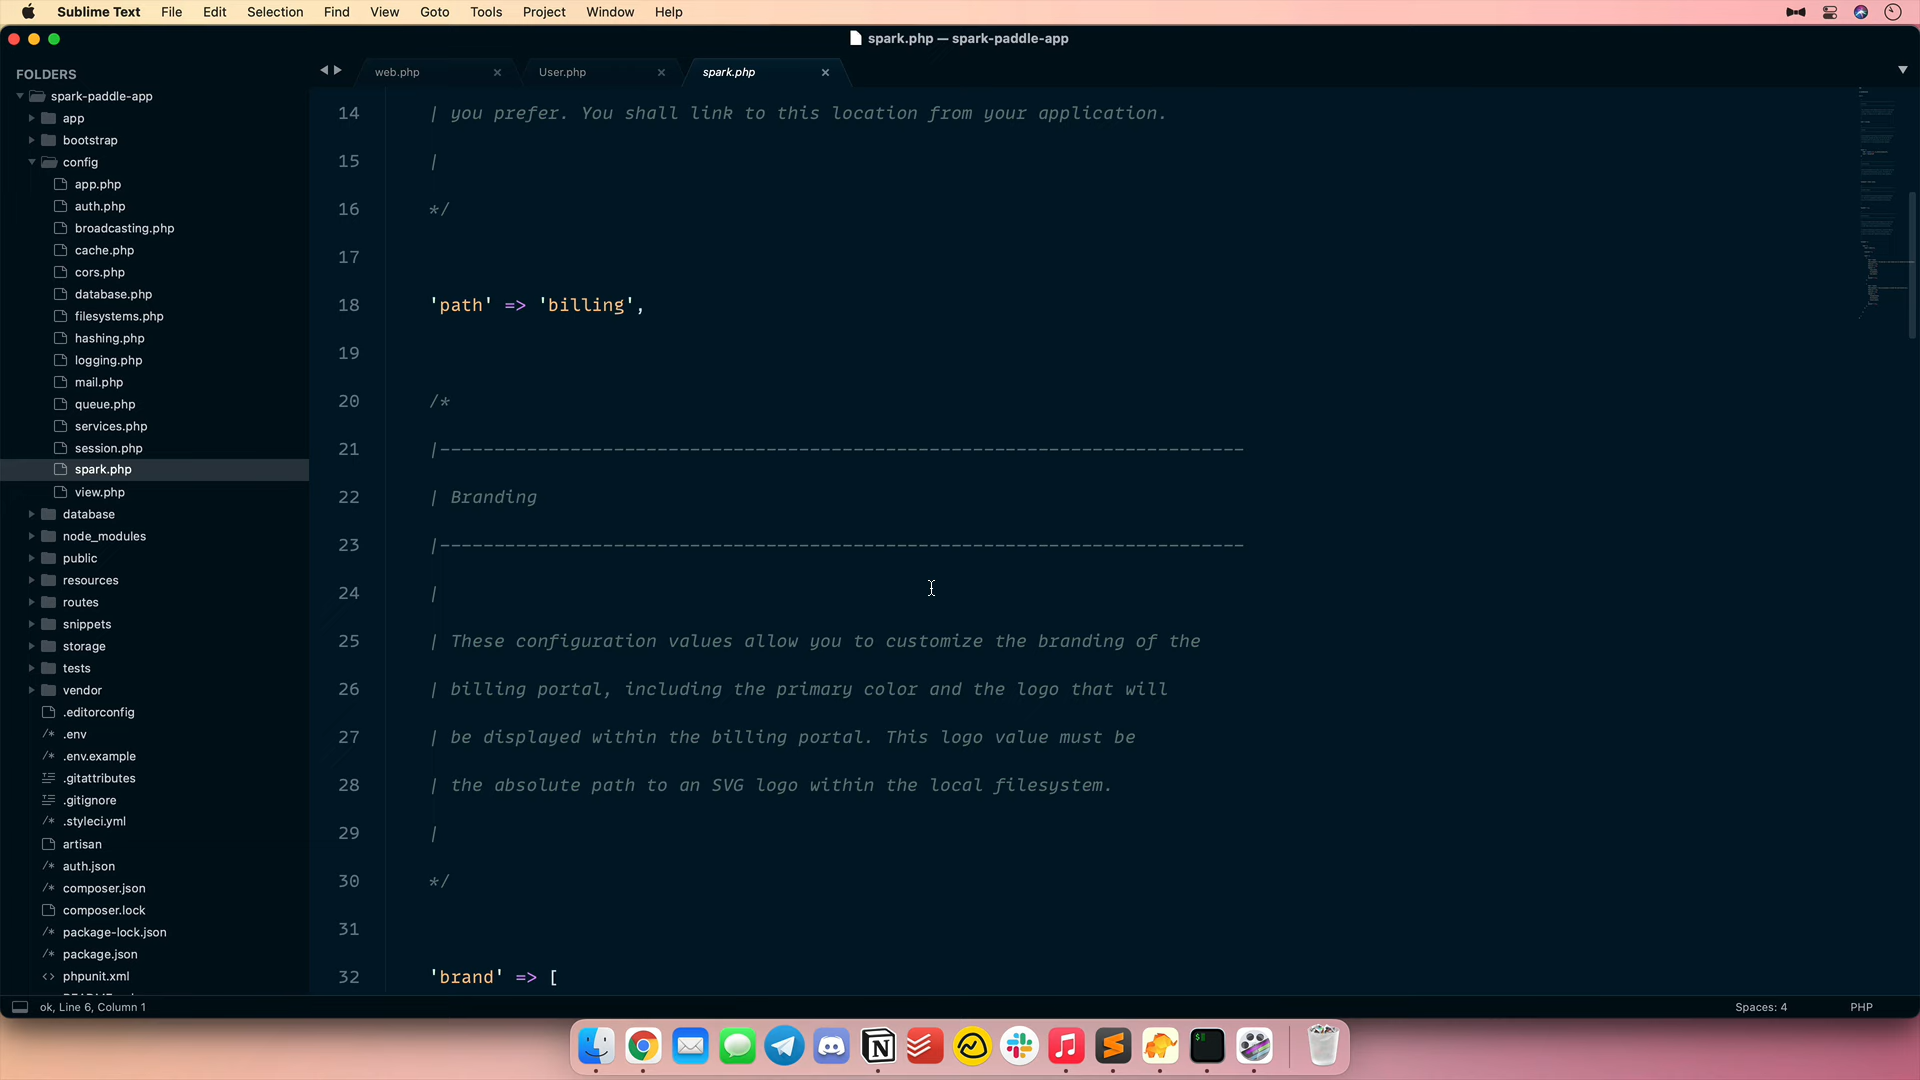 Sublime Text File Edit Selection Find View Goto Tools Project Window Help
spark.php — spark-paddle-app
FOLDERS
spark-paddle-app
app
bootstrap
config
app.php
auth.php
broadcasting.php
cache.php
cors.php
database.php
filesystems.php
hashing.php
logging.php
mail.php
queue.php
services.php
session.php
spark.php
view.php
database
node_modules
public
resources
routes
snippets
storage
tests
vendor
.editorconfig
/* .env
/* .env.example
.gitattributes
.gitignore
/* .styleci.yml
artisan
/* auth.json
/* composer.json
composer.lock
/* package-lock.json
/* package.json
<> phpunit.xml
web.php × User.php × spark.php ×
14 | you prefer. You shall link to this location from your application.
15 |
16 */
17
18 'path' => 'billing',
19
20 /*
21 |--------------------------------------------------------------------------
22 | Branding
23 |--------------------------------------------------------------------------
24 |
25 | These configuration values allow you to customize the branding of the
26 | billing portal, including the primary color and the logo that will
27 | be displayed within the billing portal. This logo value must be
28 | the absolute path to an SVG logo within the local filesystem.
29 |
30 */
31
32 'brand' => [
ok, Line 6, Column 1 Spaces: 4 PHP